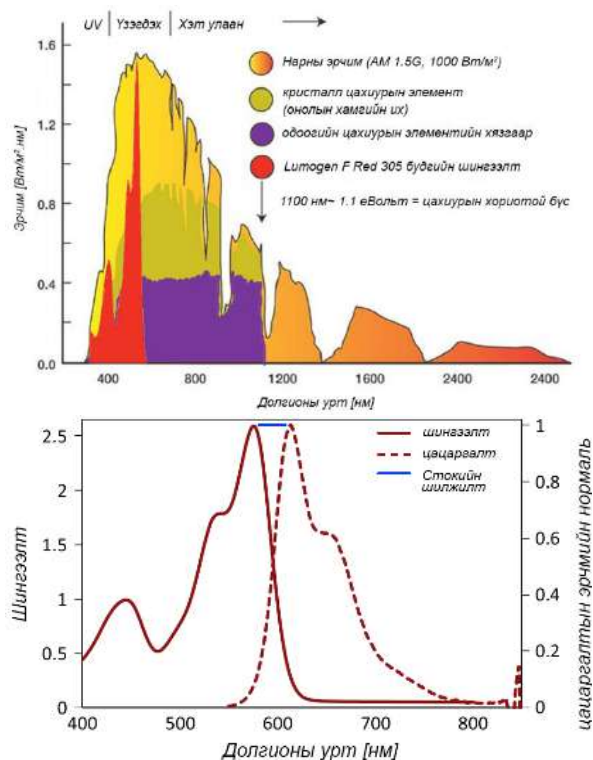 UV | Үзэгдэх | Хэт улаан
Эрчим [Вт/м².нм]
1.6
1.2
0.8
0.4
0.0
Нарны эрчим (AM 1.5G, 1000 Вт/м²)
кристалл цахиурын элемент
(онолын хамгийн их)
одоогийн цахиурын элементийн хязгаар
Lumogen F Red 305 будгийн шингээлт
1100 нм~ 1.1 еВольт = цахиурын хориотой бүс
400 800 1200 1600 2400 2400
Долгионы урт [нм]
Шингээлт
2.5
2
1.5
1
0.5
0
шингээлт
цацаргалт
Стокийн
шилжилт
1
0.8
0.6
0.4
0.2
0
цацаргалтын эрчмийн нормаль
400 500 600 700 800
Долгионы урт [нм]